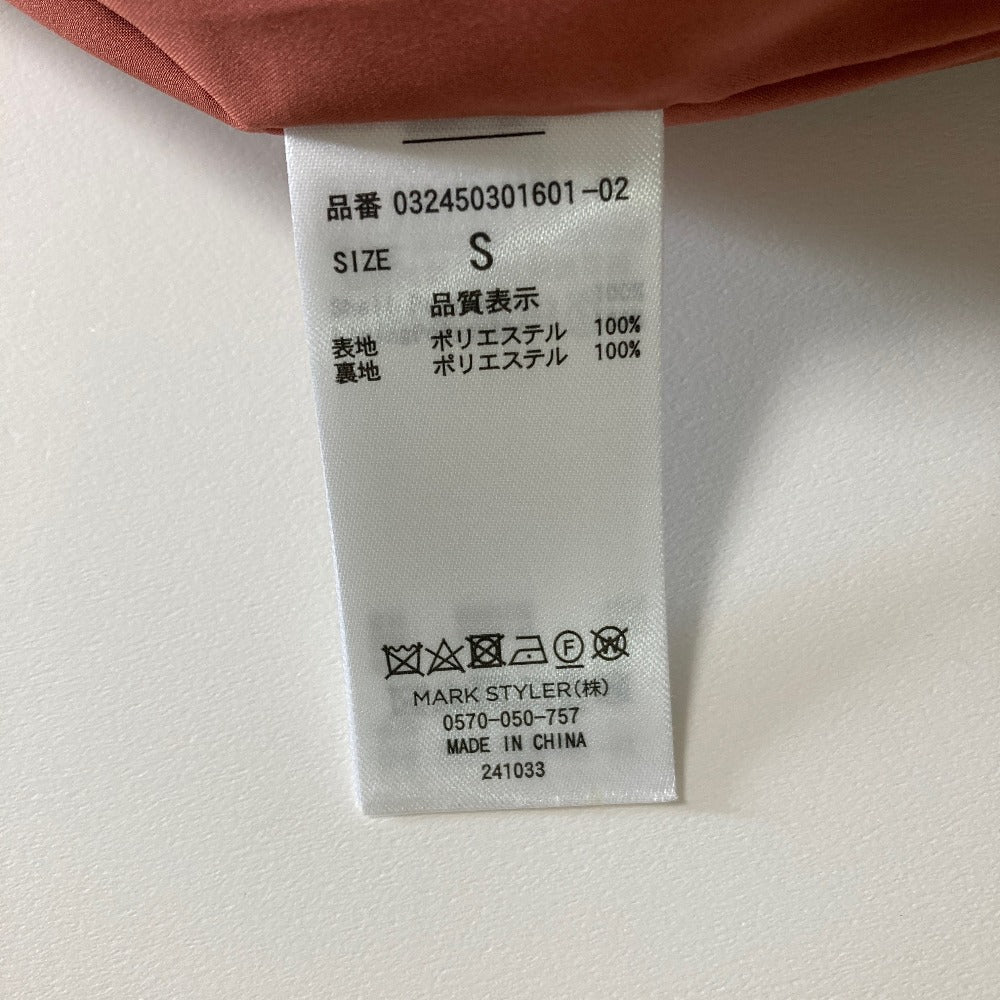 品番 032450301601-02
SIZE S
品質表示
表地 ポリエステル 100%
裏地 ポリエステル 100%
F W
MARK STYLER(株)
0570-050-757
MADE IN CHINA
241033